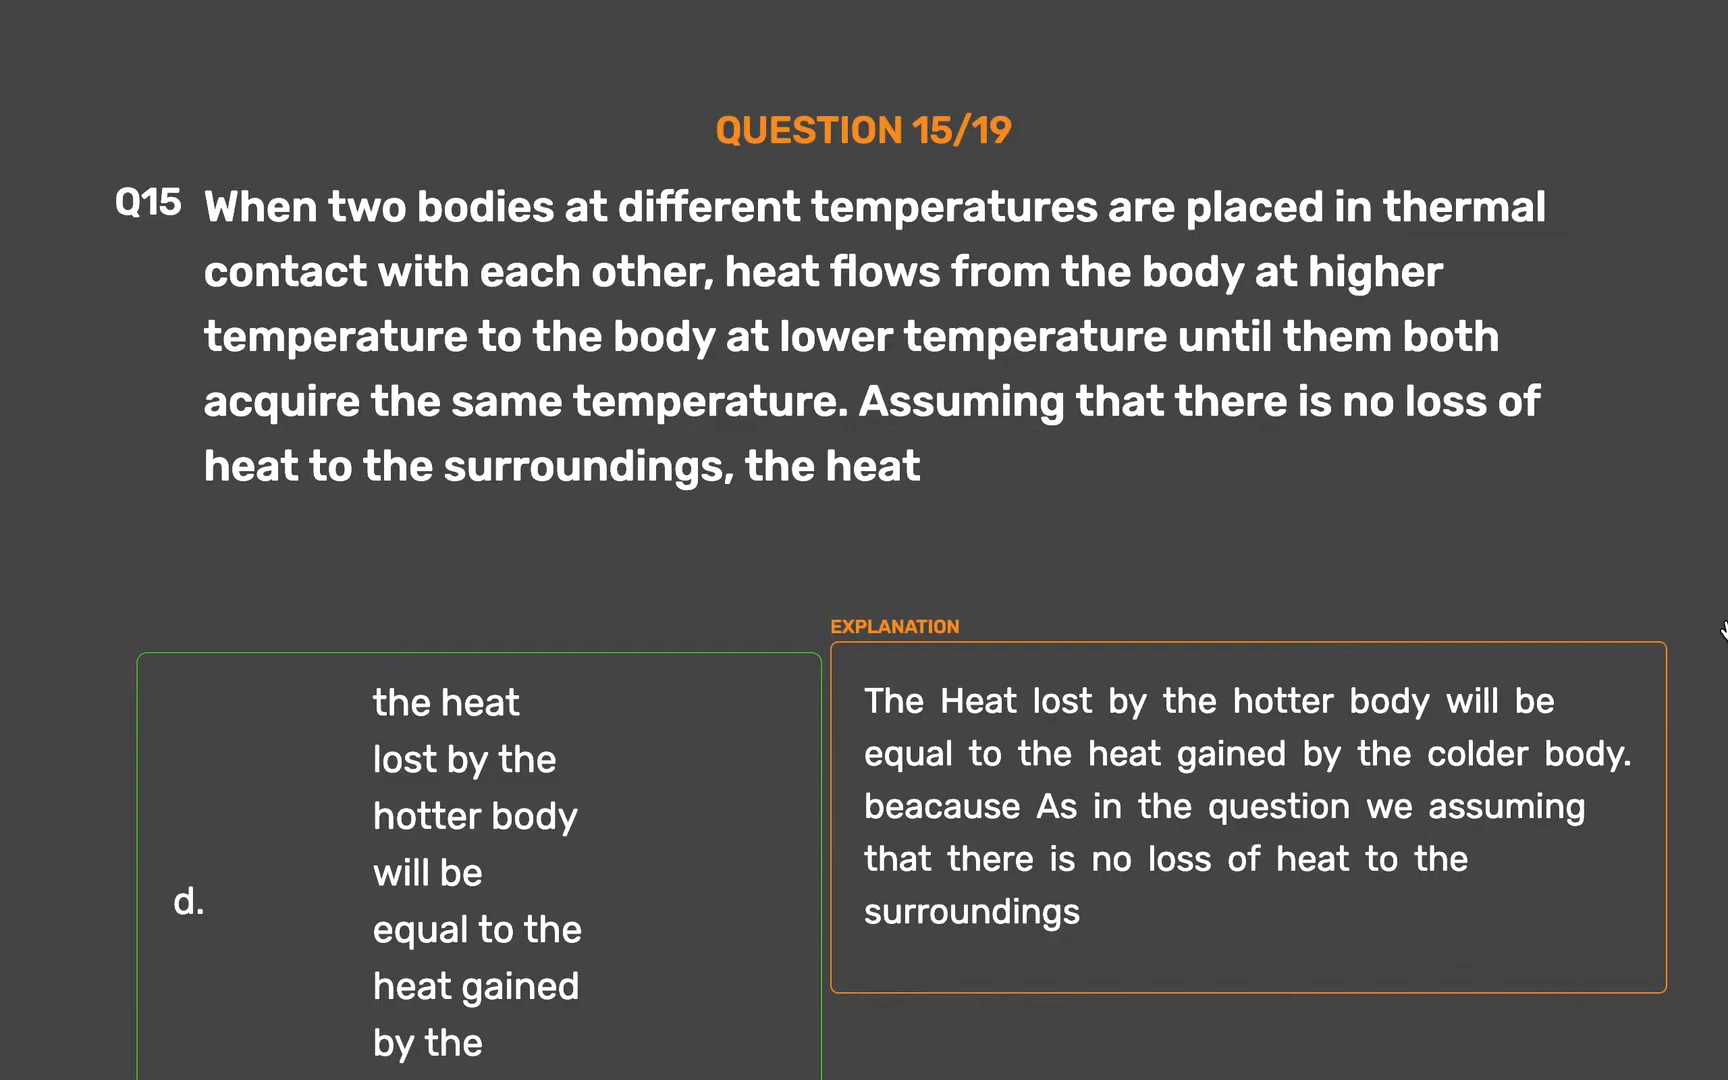 QUESTION 15/19
Q15 When two bodies at different temperatures are placed in thermal
contact with each other, heat flows from the body at higher
temperature to the body at lower temperature until them both
acquire the same temperature. Assuming that there is no loss of
heat to the surroundings, the heat
d.
the heat
lost by the
hotter body
will be
equal to the
heat gained
by the
EXPLANATION
The Heat lost by the hotter body will be
equal to the heat gained by the colder body.
beacause As in the question we assuming
that there is no loss of heat to the
surroundings